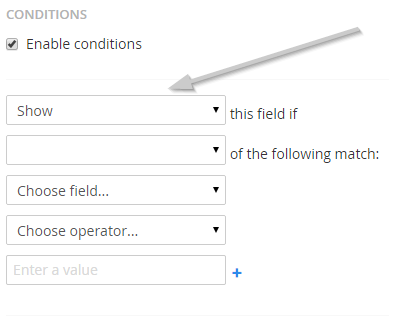 CONDITIONS
Enable conditions
Show this field if
of the following match:
Choose field...
Choose operator...
Enter a value +